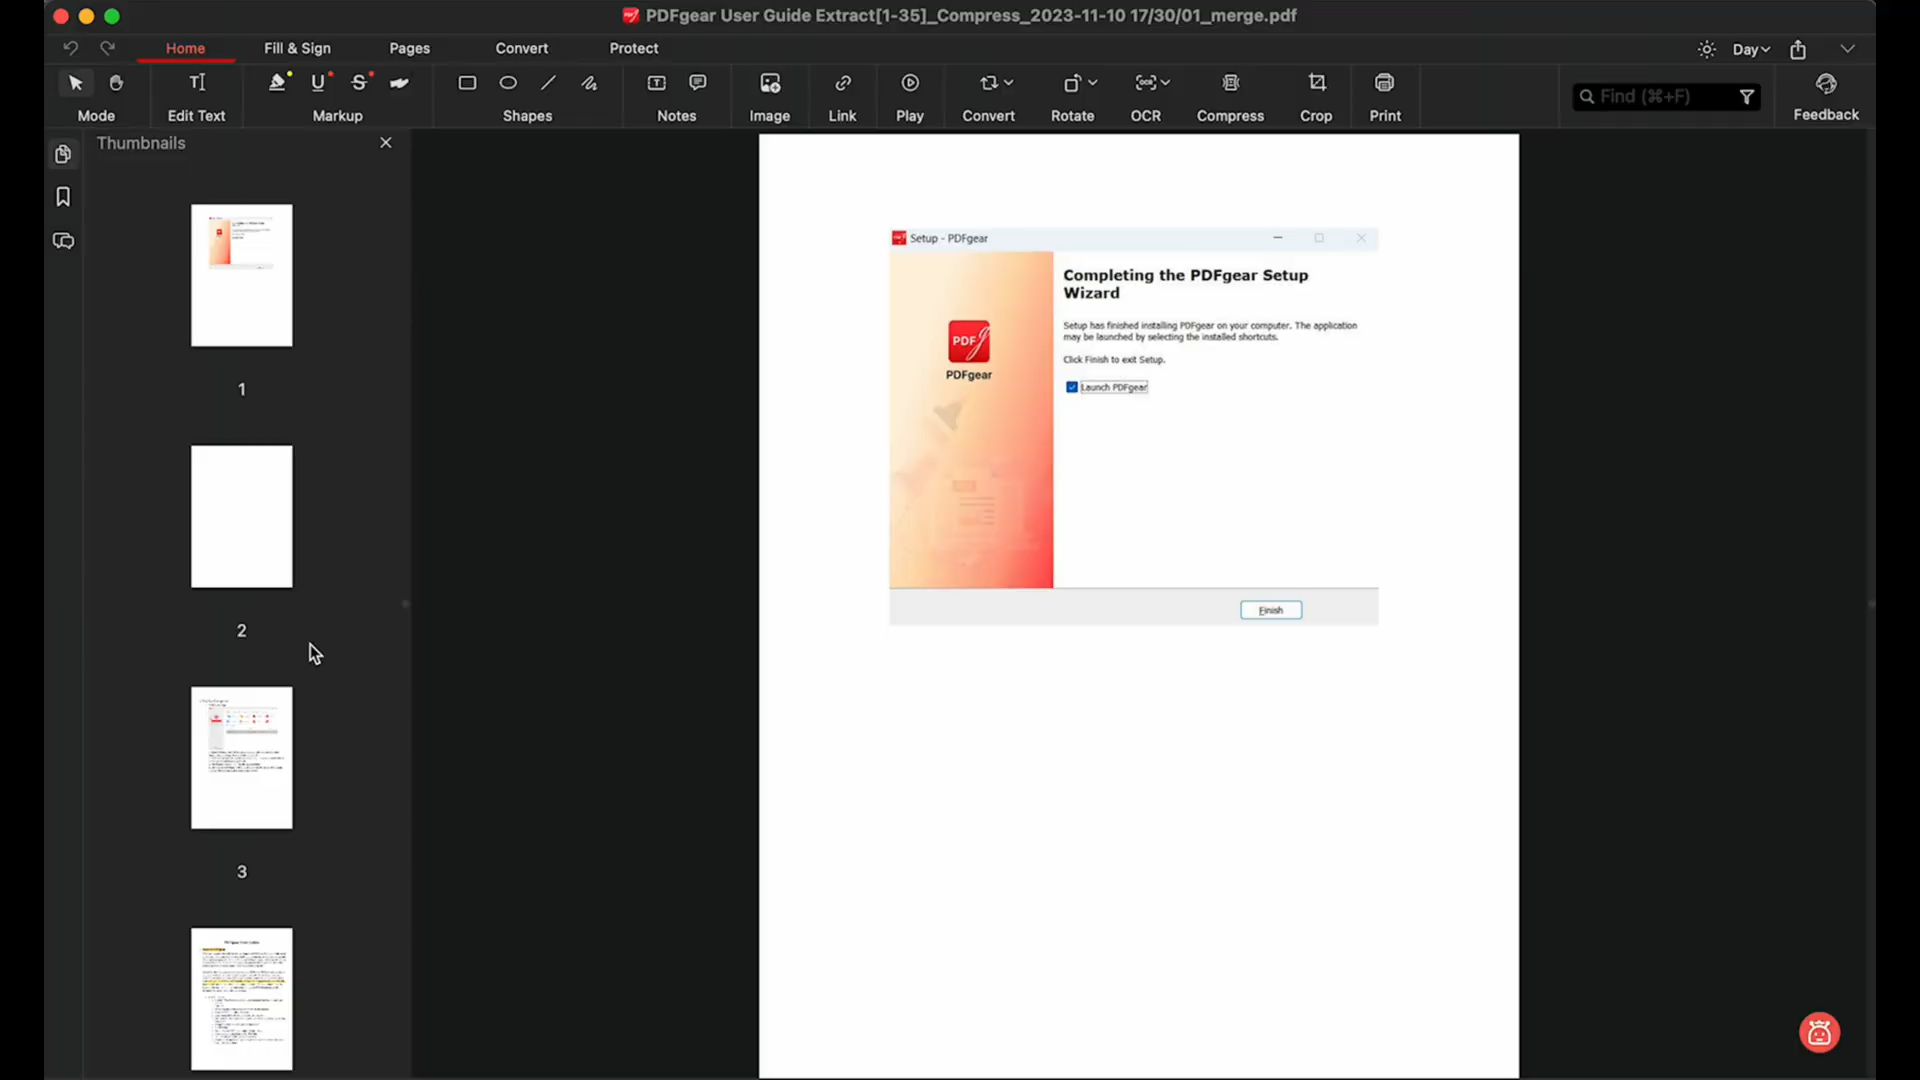 PDFgear User Guide Extract[1-35]_Compress_2023-11-10 17/30/01_merge.pdf
Home Fill & Sign Pages Convert Protect Day
Mode Edit Text Markup Shapes Notes Image Link Play Convert Rotate OCR Compress Crop Print Find (⌘+F) Feedback
Thumbnails
1
2
3
Setup - PDFgear
Completing the PDFgear Setup
Wizard
Setup has finished installing PDFgear on your computer. The application
may be launched by selecting the installed shortcuts.
Click Finish to exit Setup.
Launch PDFgear
PDF
PDFgear
Finish